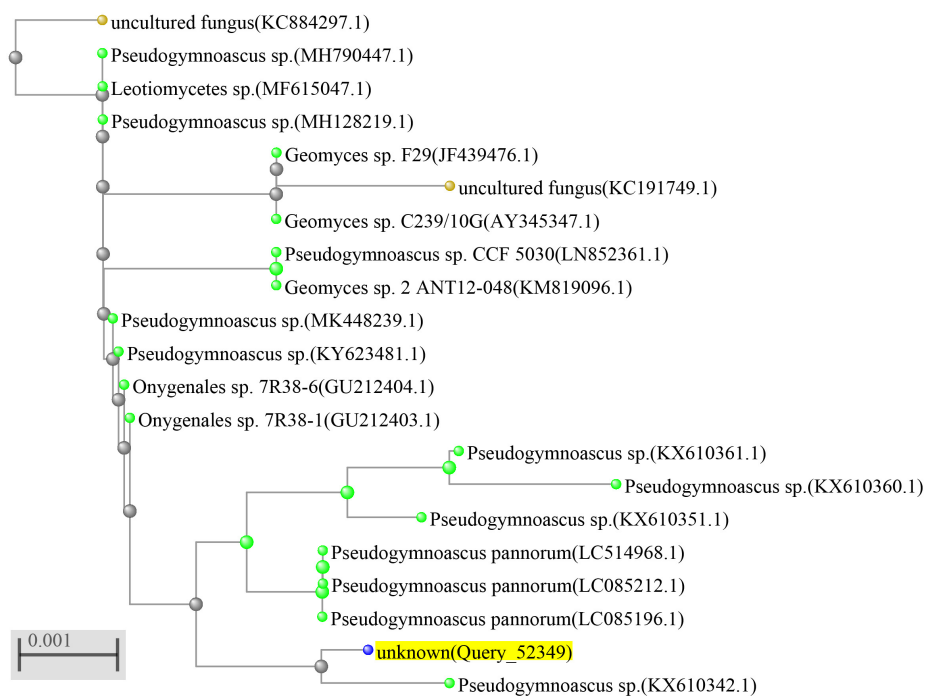 uncultured fungus(KC884297.1)
Pseudogymnoascus sp.(MH790447.1)
Leotiomycetes sp.(MF615047.1)
Pseudogymnoascus sp.(MH128219.1)
Geomyces sp. F29(JF439476.1)
uncultured fungus(KC191749.1)
Geomyces sp. C239/10G(AY345347.1)
Pseudogymnoascus sp. CCF 5030(LN852361.1)
Geomyces sp. 2 ANT12-048(KM819096.1)
Pseudogymnoascus sp.(MK448239.1)
Pseudogymnoascus sp.(KY623481.1)
Onygenales sp. 7R38-6(GU212404.1)
Onygenales sp. 7R38-1(GU212403.1)
Pseudogymnoascus sp.(KX610361.1)
Pseudogymnoascus sp.(KX610360.1)
Pseudogymnoascus sp.(KX610351.1)
Pseudogymnoascus pannorum(LC514968.1)
Pseudogymnoascus pannorum(LC085212.1)
Pseudogymnoascus pannorum(LC085196.1)
0.001
unknown(Query_52349)
Pseudogymnoascus sp.(KX610342.1)